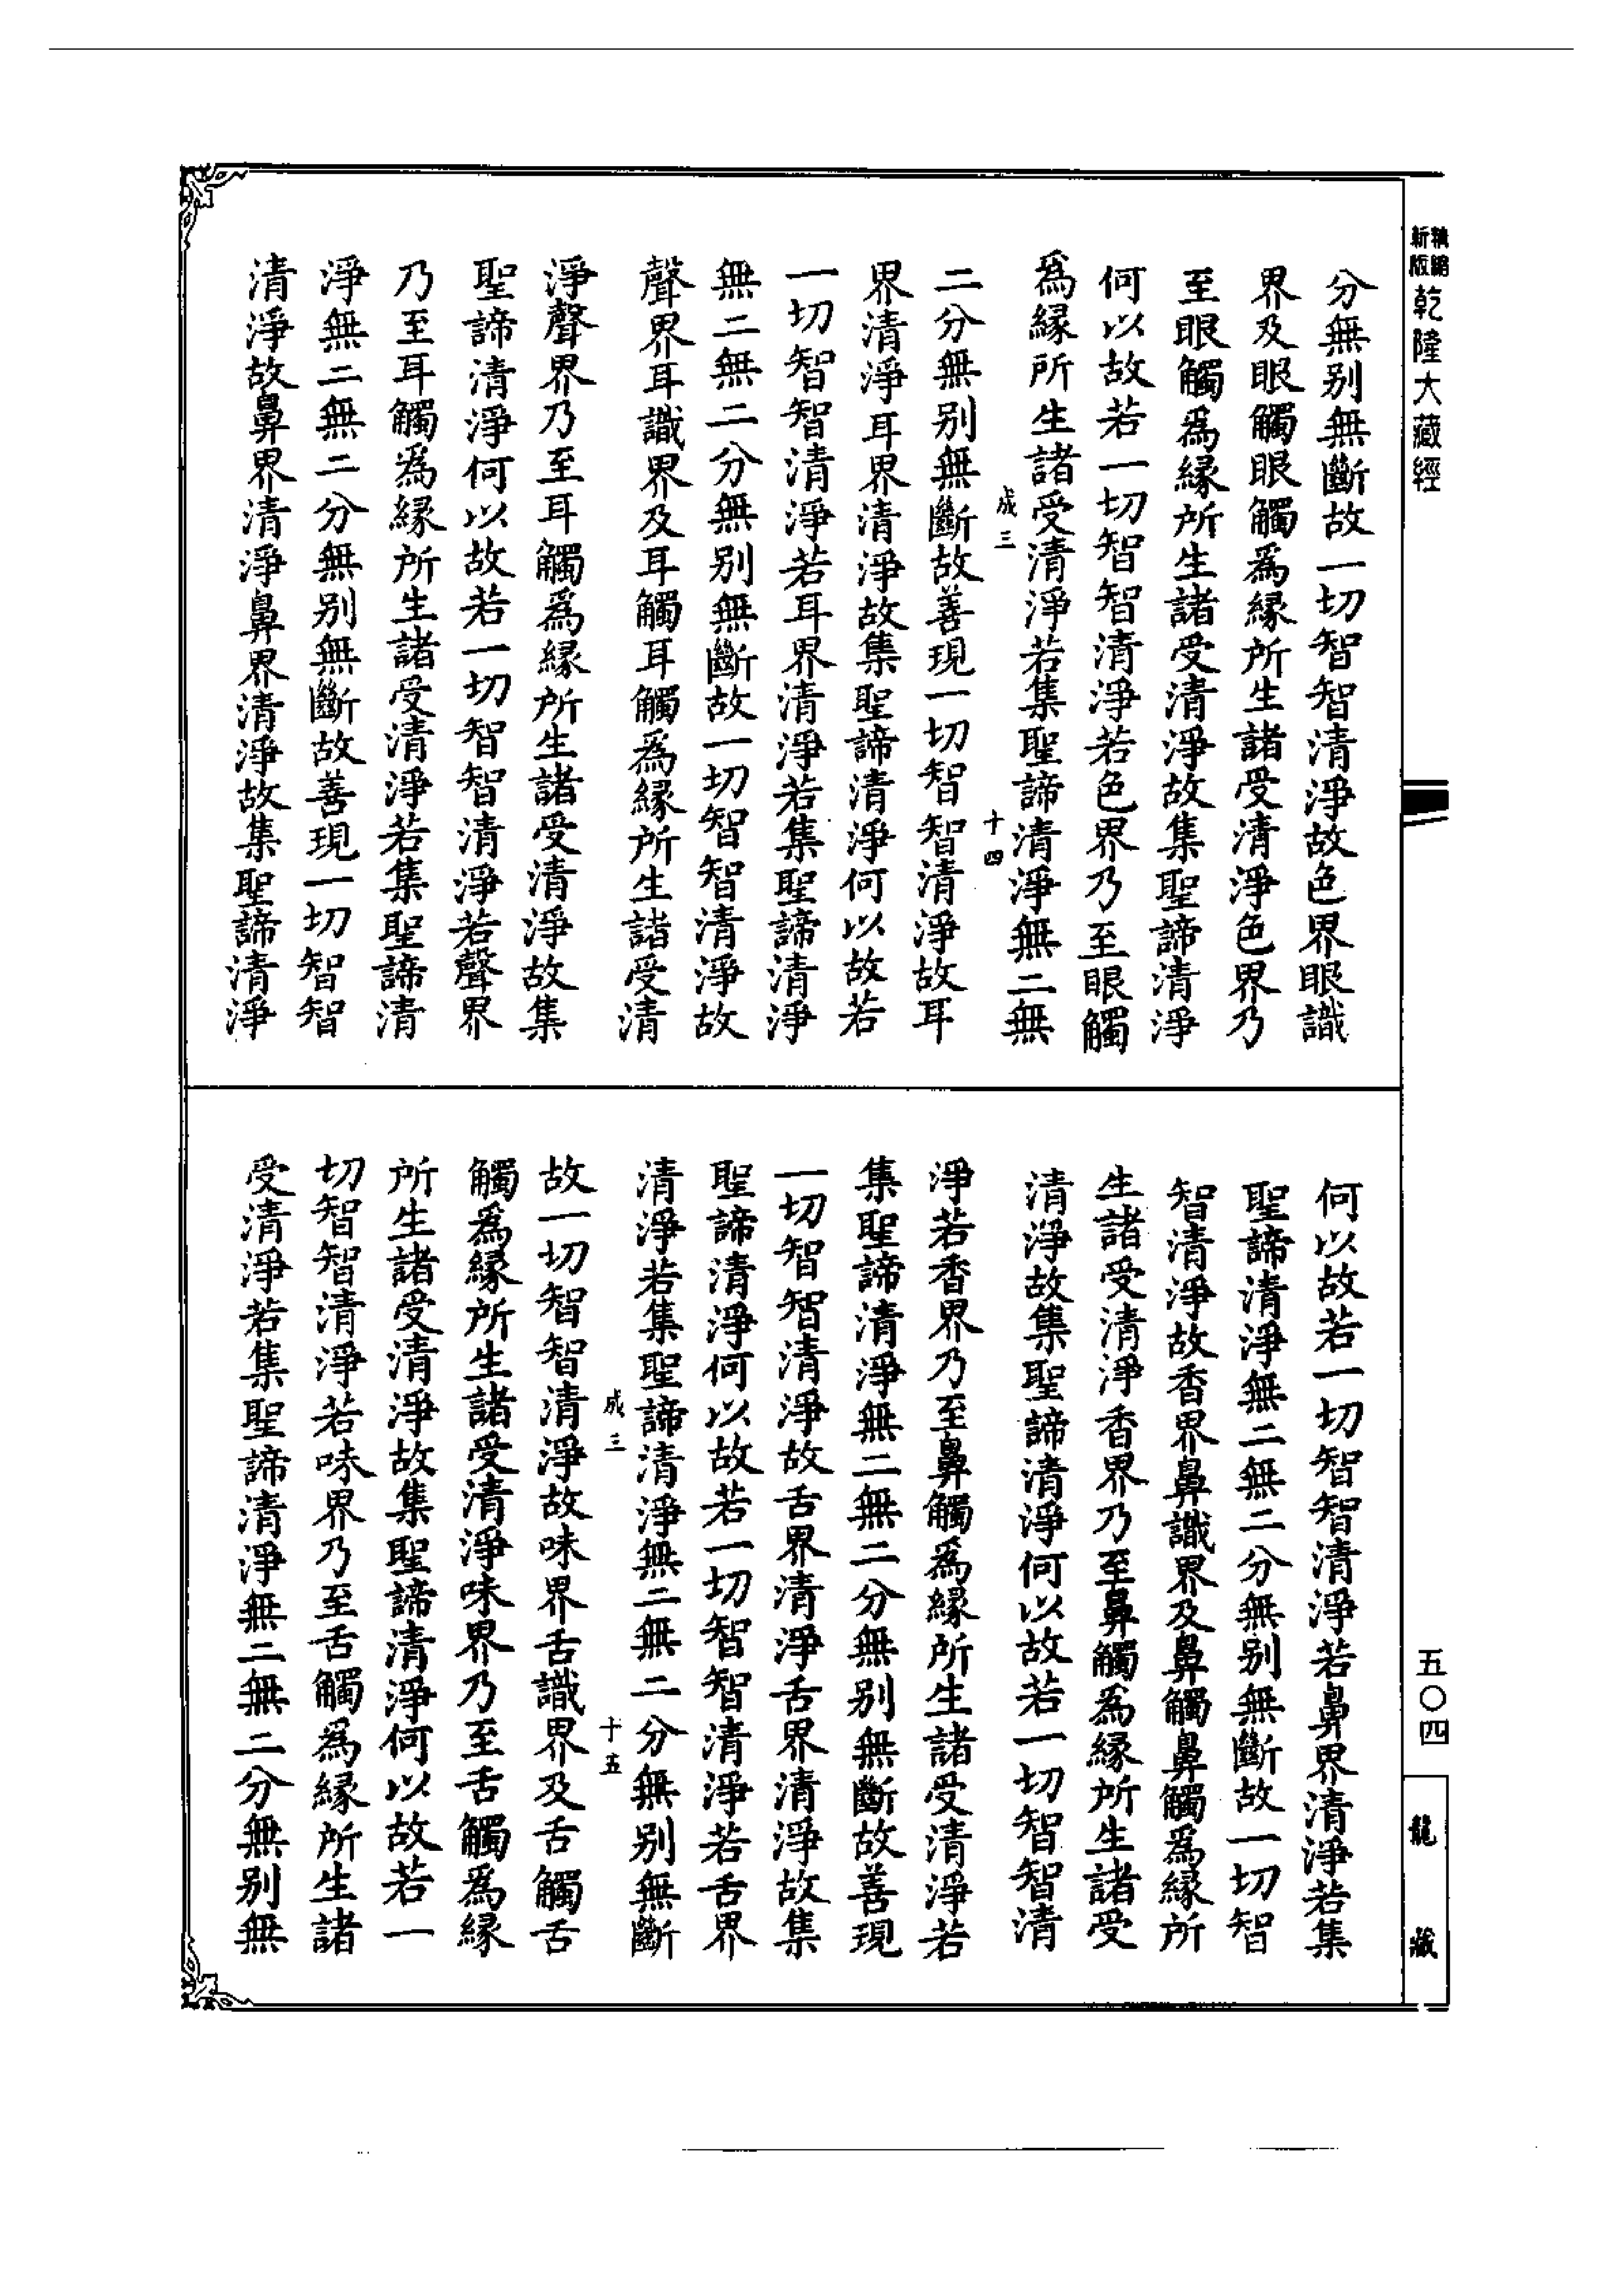 新版
精縮
乾隆大藏經
五〇四
龍藏
分無別無斷故一切智智清淨故色界眼識
界及眼觸眼觸為緣所生諸受清淨色界乃
至眼觸為緣所生諸受清淨故集聖諦清淨
何以故若一切智智清淨若色界乃至眼觸
為緣所生諸受清淨若集聖諦清淨無二無
成三
十四
二分無別無斷故善現一切智智清淨故耳
界清淨耳界清淨故集聖諦清淨何以故若
一切智智清淨若耳界清淨若集聖諦清淨
無二無二分無別無斷故一切智智清淨故
聲界耳識界及耳觸耳觸為緣所生諸受清
淨聲界乃至耳觸為緣所生諸受清淨故集
聖諦清淨何以故若一切智智清淨若聲界
乃至耳觸為緣所生諸受清淨若集聖諦清
淨無二無二分無別無斷故善現一切智智
清淨故鼻界清淨鼻界清淨故集聖諦清淨
何以故若一切智智清淨若鼻界清淨若集
聖諦清淨無二無二分無別無斷故一切智
智清淨故香界鼻識界及鼻觸鼻觸為緣所
生諸受清淨香界乃至鼻觸為緣所生諸受
清淨故集聖諦清淨何以故若一切智智清
淨若香界乃至鼻觸為緣所生諸受清淨若
集聖諦清淨無二無二分無別無斷故善現
一切智智清淨故舌界清淨舌界清淨故集
聖諦清淨何以故若一切智智清淨若舌界
清淨若集聖諦清淨無二無二分無別無斷
成三
十五
故一切智智清淨故味界舌識界及舌觸舌
觸為緣所生諸受清淨味界乃至舌觸為緣
所生諸受清淨故集聖諦清淨何以故若一
切智智清淨若味界乃至舌觸為緣所生諸
受清淨若集聖諦清淨無二無二分無別無